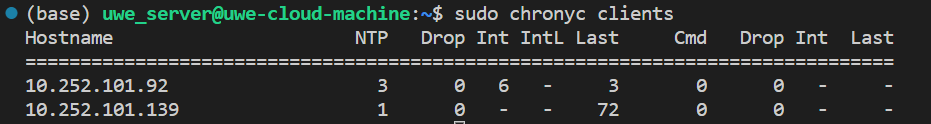 (base) uwe_server@uwe-cloud-machine:~$ sudo chronyc clients
Hostname                      NTP   Drop Int IntL Last     Cmd   Drop Int  Last
===============================================================================
10.252.101.92                   3      0   6   -     3       0      0   -     -
10.252.101.139                  1      0   -   -    72       0      0   -     -